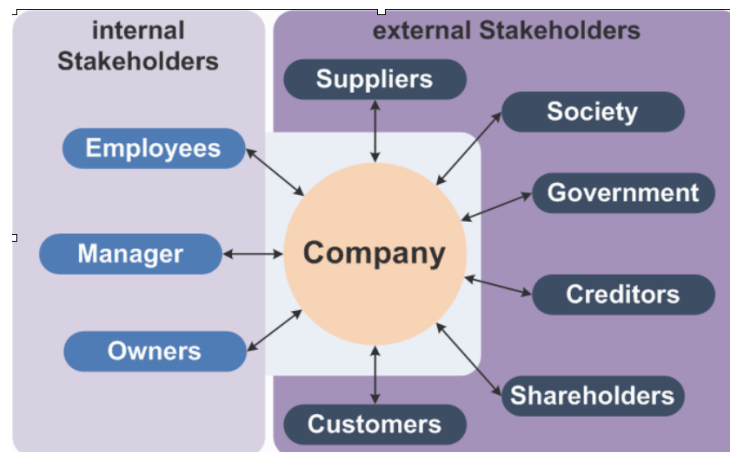 internal
Stakeholders
external Stakeholders
Suppliers
Society
Employees
Government
Manager
Company
Creditors
Owners
Shareholders
Customers